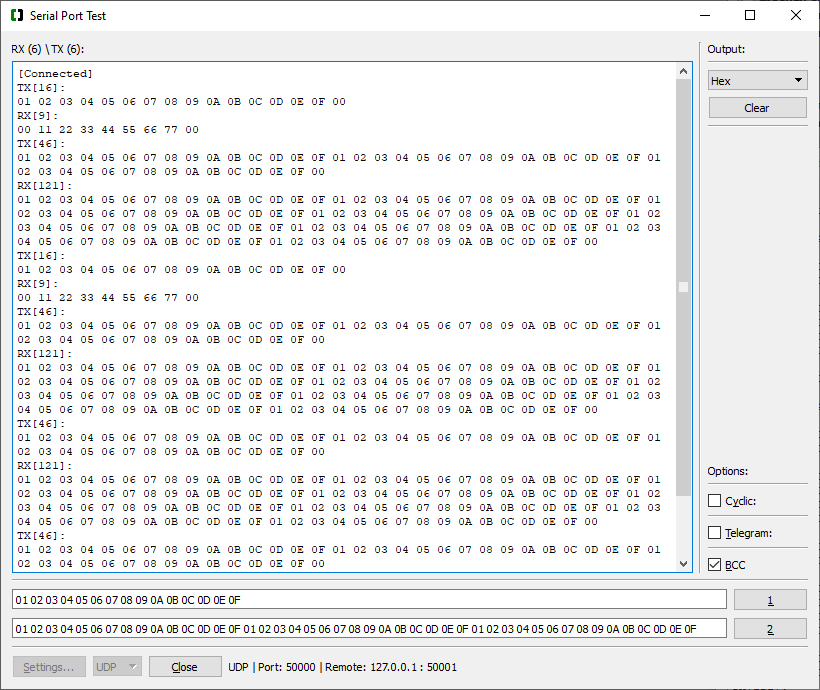 Serial Port Test
RX (6) \ TX (6):
Output:
[Connected]
TX[16]:
01 02 03 04 05 06 07 08 09 0A 0B 0C 0D 0E 0F 00
RX[9]:
00 11 22 33 44 55 66 77 00
TX[46]:
01 02 03 04 05 06 07 08 09 0A 0B 0C 0D 0E 0F 01 02 03 04 05 06 07 08 09 0A 0B 0C 0D 0E 0F 01
02 03 04 05 06 07 08 09 0A 0B 0C 0D 0E 0F 00
RX[121]:
01 02 03 04 05 06 07 08 09 0A 0B 0C 0D 0E 0F 01 02 03 04 05 06 07 08 09 0A 0B 0C 0D 0E 0F 01
02 03 04 05 06 07 08 09 0A 0B 0C 0D 0E 0F 01 02 03 04 05 06 07 08 09 0A 0B 0C 0D 0E 0F 01 02
03 04 05 06 07 08 09 0A 0B 0C 0D 0E 0F 01 02 03 04 05 06 07 08 09 0A 0B 0C 0D 0E 0F 01 02 03
04 05 06 07 08 09 0A 0B 0C 0D 0E 0F 01 02 03 04 05 06 07 08 09 0A 0B 0C 0D 0E 0F 00
TX[16]:
01 02 03 04 05 06 07 08 09 0A 0B 0C 0D 0E 0F 00
RX[9]:
00 11 22 33 44 55 66 77 00
TX[46]:
01 02 03 04 05 06 07 08 09 0A 0B 0C 0D 0E 0F 01 02 03 04 05 06 07 08 09 0A 0B 0C 0D 0E 0F 01
02 03 04 05 06 07 08 09 0A 0B 0C 0D 0E 0F 00
RX[121]:
01 02 03 04 05 06 07 08 09 0A 0B 0C 0D 0E 0F 01 02 03 04 05 06 07 08 09 0A 0B 0C 0D 0E 0F 01
02 03 04 05 06 07 08 09 0A 0B 0C 0D 0E 0F 01 02 03 04 05 06 07 08 09 0A 0B 0C 0D 0E 0F 01 02
03 04 05 06 07 08 09 0A 0B 0C 0D 0E 0F 01 02 03 04 05 06 07 08 09 0A 0B 0C 0D 0E 0F 01 02 03
04 05 06 07 08 09 0A 0B 0C 0D 0E 0F 01 02 03 04 05 06 07 08 09 0A 0B 0C 0D 0E 0F 00
TX[46]:
01 02 03 04 05 06 07 08 09 0A 0B 0C 0D 0E 0F 01 02 03 04 05 06 07 08 09 0A 0B 0C 0D 0E 0F 01
02 03 04 05 06 07 08 09 0A 0B 0C 0D 0E 0F 00
RX[121]:
01 02 03 04 05 06 07 08 09 0A 0B 0C 0D 0E 0F 01 02 03 04 05 06 07 08 09 0A 0B 0C 0D 0E 0F 01
02 03 04 05 06 07 08 09 0A 0B 0C 0D 0E 0F 01 02 03 04 05 06 07 08 09 0A 0B 0C 0D 0E 0F 01 02
03 04 05 06 07 08 09 0A 0B 0C 0D 0E 0F 01 02 03 04 05 06 07 08 09 0A 0B 0C 0D 0E 0F 01 02 03
04 05 06 07 08 09 0A 0B 0C 0D 0E 0F 01 02 03 04 05 06 07 08 09 0A 0B 0C 0D 0E 0F 00
TX[46]:
01 02 03 04 05 06 07 08 09 0A 0B 0C 0D 0E 0F 01 02 03 04 05 06 07 08 09 0A 0B 0C 0D 0E 0F 01
02 03 04 05 06 07 08 09 0A 0B 0C 0D 0E 0F 00
Hex
Clear
Options:
Cyclic:
Telegram:
BCC
01 02 03 04 05 06 07 08 09 0A 0B 0C 0D 0E 0F
1
01 02 03 04 05 06 07 08 09 0A 0B 0C 0D 0E 0F 01 02 03 04 05 06 07 08 09 0A 0B 0C 0D 0E 0F 01 02 03 04 05 06 07 08 09 0A 0B 0C 0D 0E 0F
2
Settings... UDP Close UDP | Port: 50000 | Remote: 127.0.0.1 : 50001